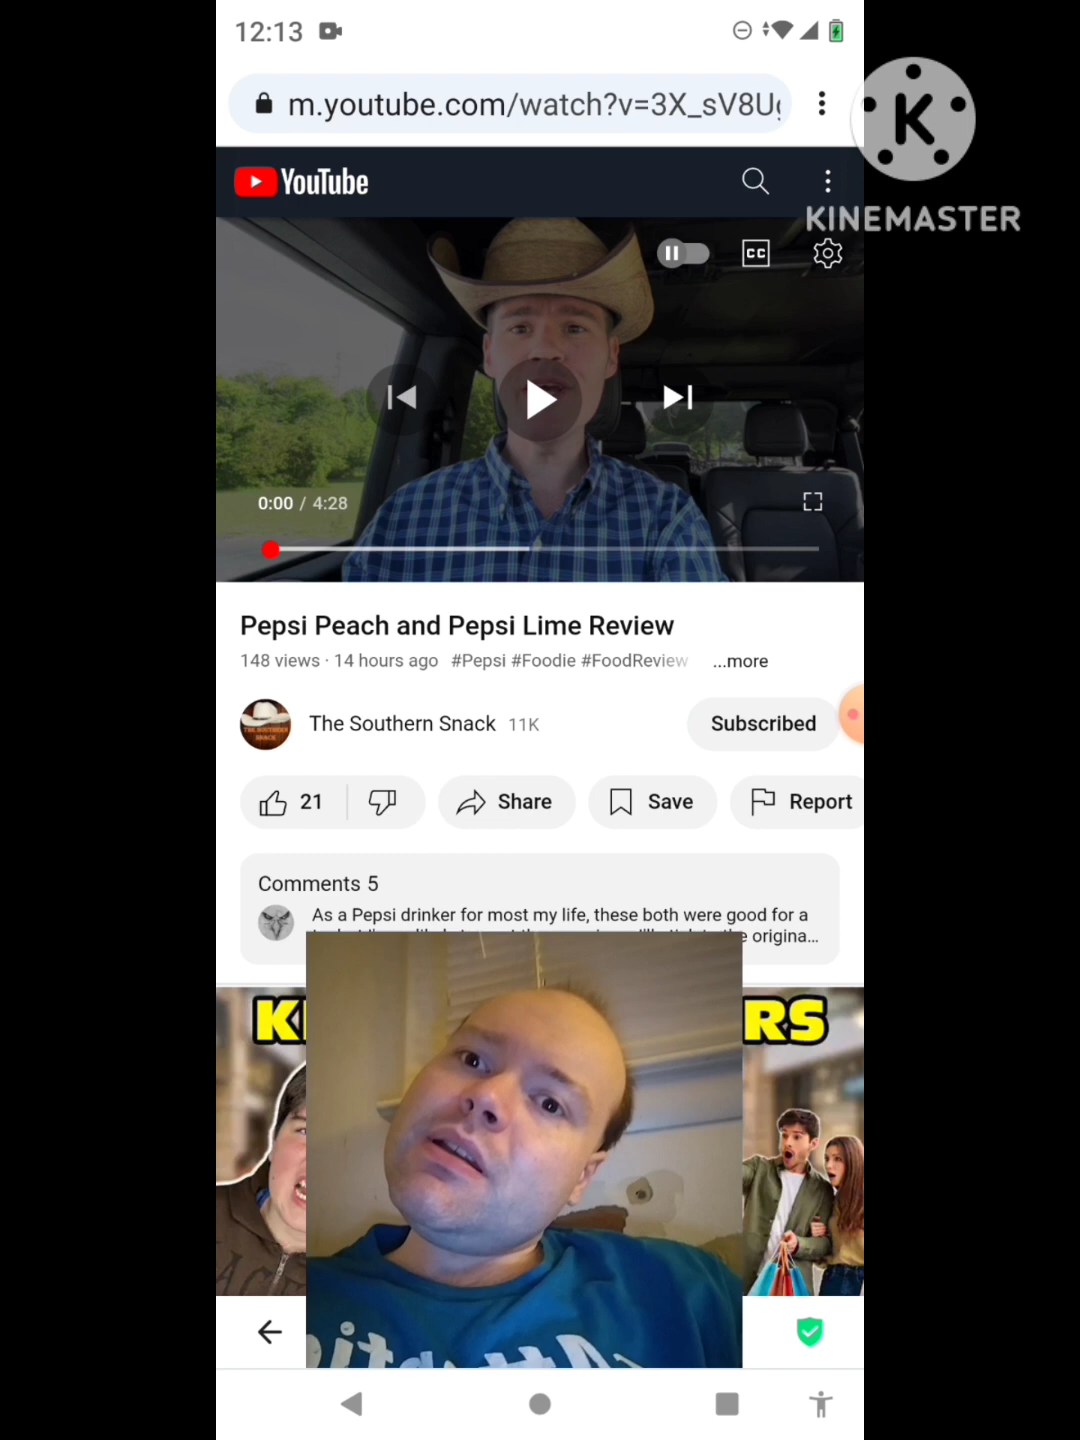 12:13
m.youtube.com/watch?v=3X_sV8U
K
KINEMASTER
YouTube
CC
0:00 / 4:28
Pepsi Peach and Pepsi Lime Review
148 views · 14 hours ago #Pepsi #Foodie #FoodReview ...more
The Southern Snack 11K
Subscribed
21
Share
Save
Report
Comments 5
As a Pepsi drinker for most my life, these both were good for a
origina...
RS